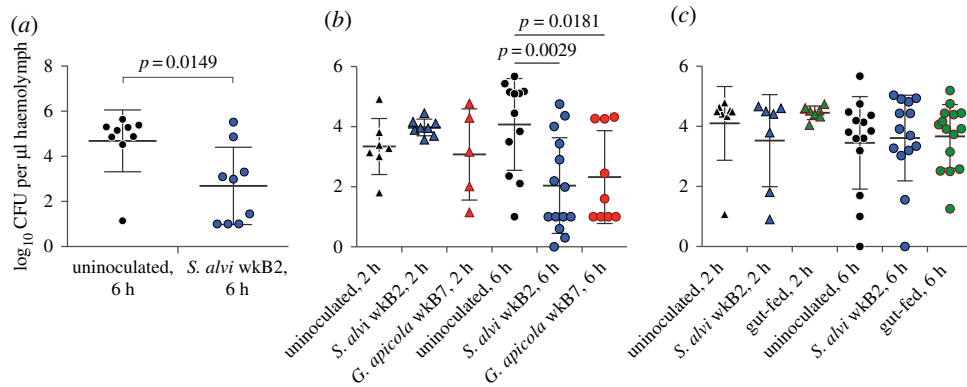 (a)
(b)
(c)
p = 0.0181
p = 0.0149
p = 0.0029
log10 CFU per µl haemolymph
8
6
4
2
0
uninoculated, 6 h
S. alvi wkB2, 6 h
6
4
2
0
uninoculated, 2 h
S. alvi wkB2, 2 h
G. apicola wkB7, 2 h
uninoculated, 6 h
S. alvi wkB2, 6 h
G. apicola wkB7, 6 h
6
4
2
0
uninoculated, 2 h
S. alvi wkB2, 2 h
gut-fed, 2 h
uninoculated, 6 h
S. alvi wkB2, 6 h
gut-fed, 6 h